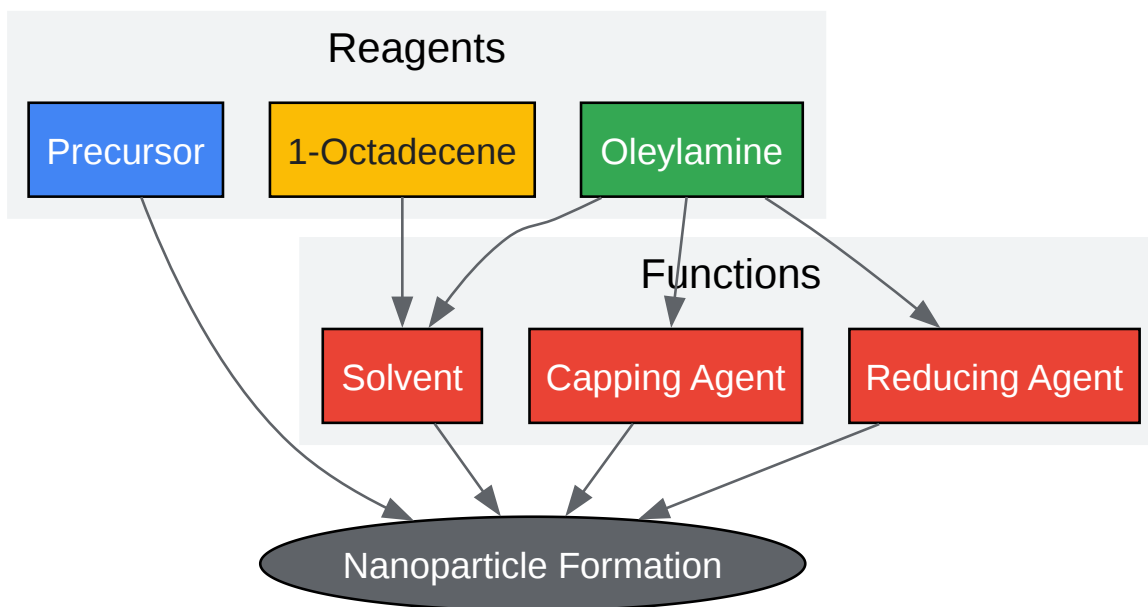 Reagents
Precursor
1-Octadecene
Oleylamine
Functions
Solvent
Capping Agent
Reducing Agent
Nanoparticle Formation